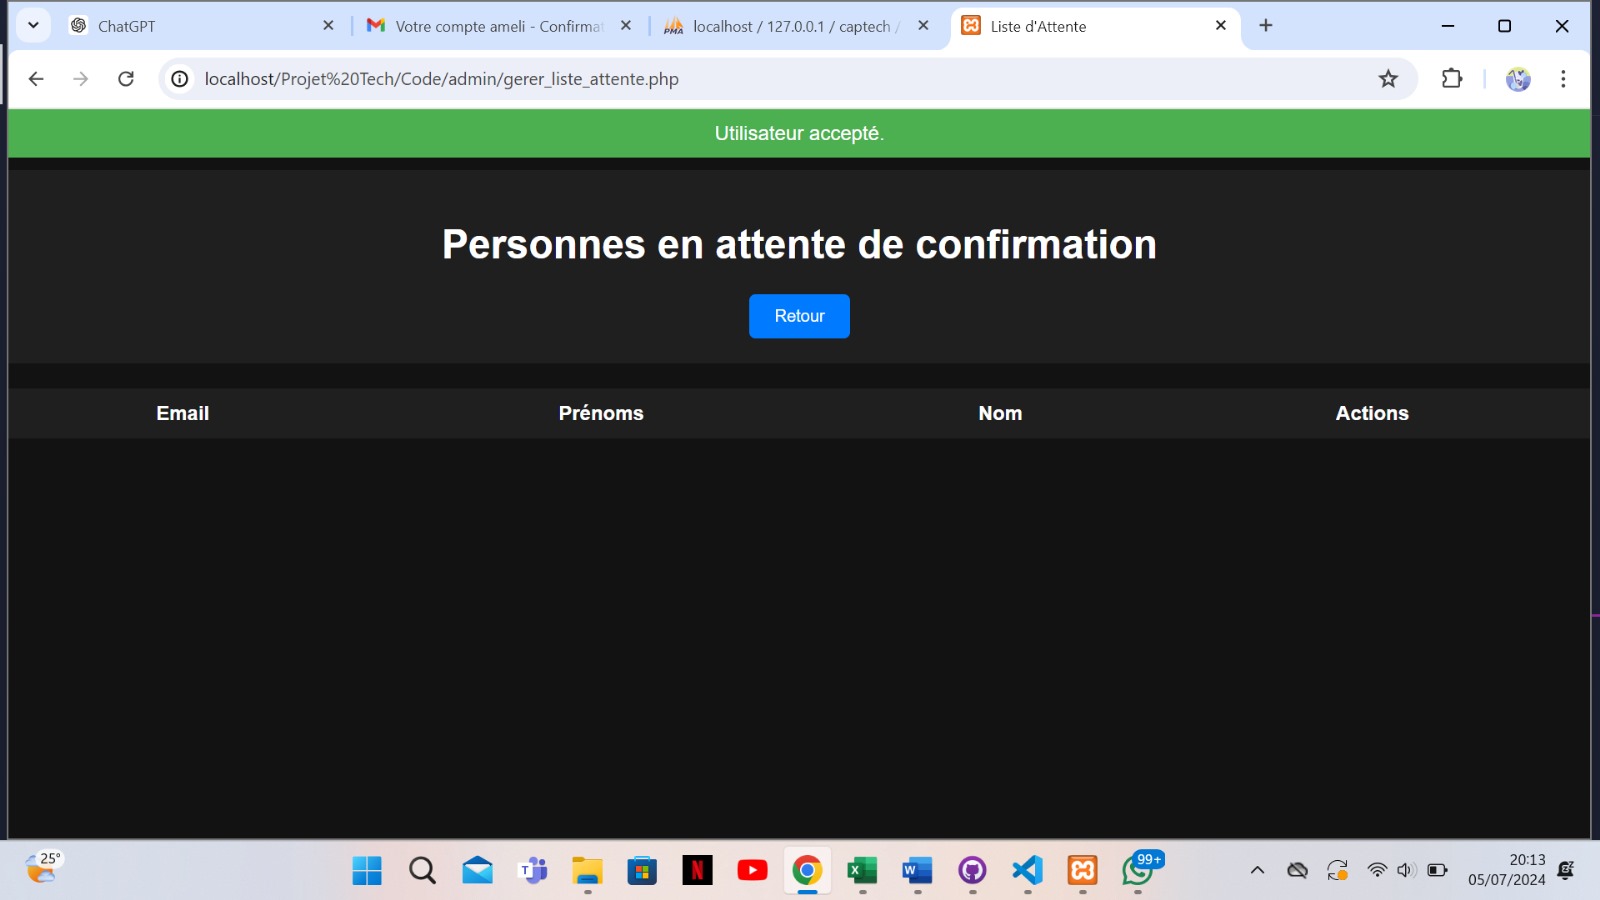 ChatGPT
Votre compte ameli - Confirma
localhost / 127.0.0.1 / captech /
Liste d'Attente
localhost/Projet%20Tech/Code/admin/gerer_liste_attente.php
Utilisateur accepté.
Personnes en attente de confirmation
Retour
Email Prénoms Nom Actions
25°
99+
20:13
05/07/2024